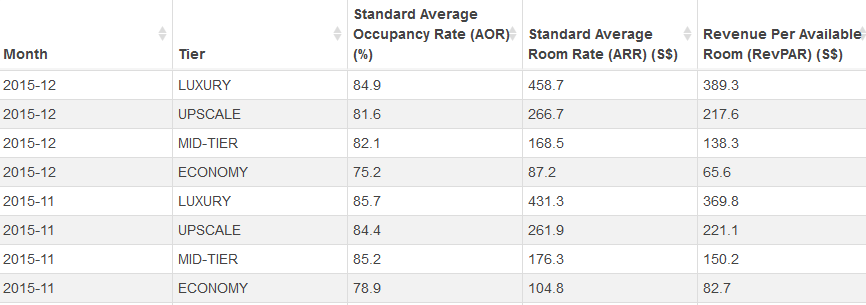 Month Tier Standard Average Occupancy Rate (AOR) (%) Standard Average Room Rate (ARR) (S$) Revenue Per Available Room (RevPAR) (S$)
2015-12 LUXURY 84.9 458.7 389.3
2015-12 UPSCALE 81.6 266.7 217.6
2015-12 MID-TIER 82.1 168.5 138.3
2015-12 ECONOMY 75.2 87.2 65.6
2015-11 LUXURY 85.7 431.3 369.8
2015-11 UPSCALE 84.4 261.9 221.1
2015-11 MID-TIER 85.2 176.3 150.2
2015-11 ECONOMY 78.9 104.8 82.7